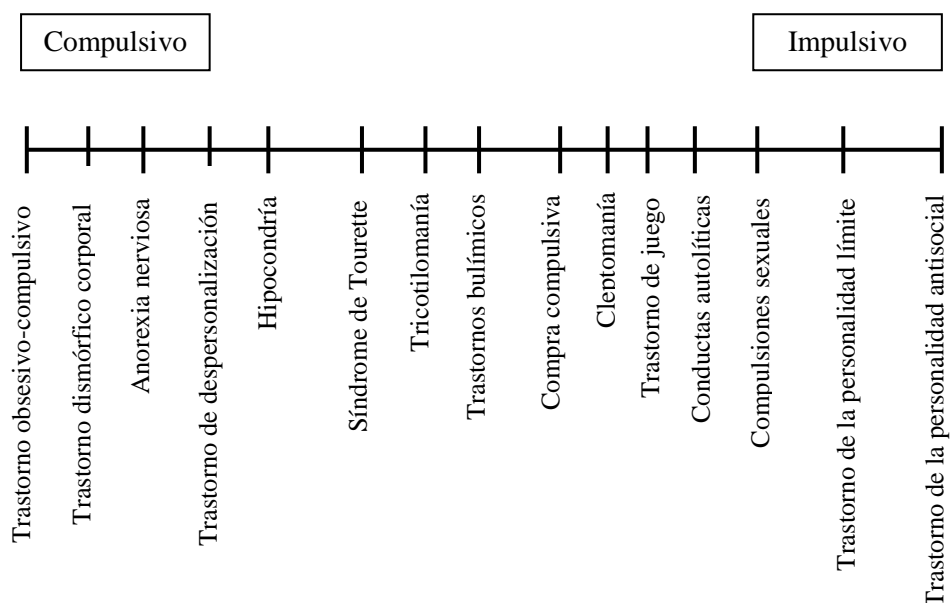 Compulsivo
Impulsivo
Trastorno obsesivo-compulsivo
Trastorno dismórfico corporal
Anorexia nerviosa
Trastorno de despersonalización
Hipocondría
Síndrome de Tourette
Tricotilomanía
Trastornos bulímicos
Compra compulsiva
Cleptomanía
Trastorno de juego
Conductas autolíticas
Compulsiones sexuales
Trastorno de la personalidad límite
Trastorno de la personalidad antisocial